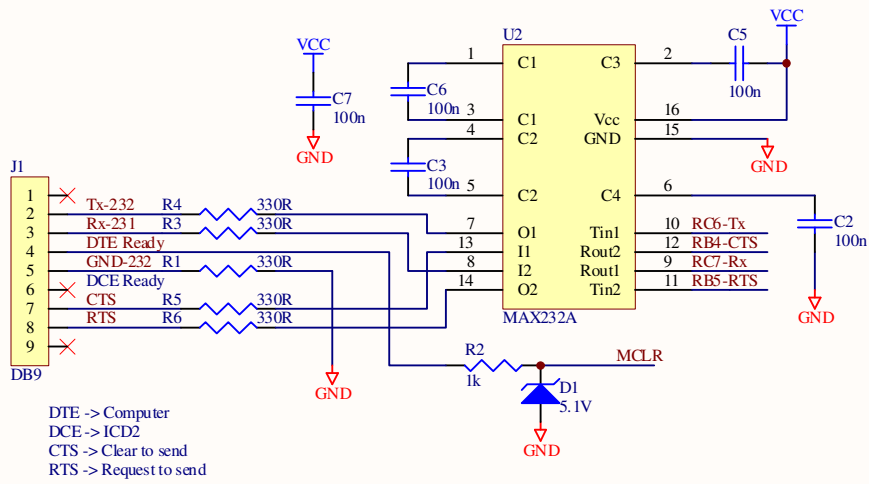 VCC
C7
100n
GND
VCC
C5
100n
U2
1 C1 C3 2
C6
100n
3 C1 Vcc 16
4 C2 GND 15
GND
C3
100n
5 C2 C4 6
C2
100n
GND
7 O1 Tin1 10 RC6-Tx
13 I1 Rout2 12 RB4-CTS
8 I2 Rout1 9 RC7-Rx
14 O2 Tin2 11 RB5-RTS
MAX232A
J1
1
2 Tx-232 R4 330R
3 Rx-231 R3 330R
4 DTE Ready
5 GND-232 R1 330R
6 DCE Ready
7 CTS R5 330R
8 RTS R6 330R
9
DB9
GND
R2
1k
MCLR
D1
5.1V
GND
DTE -> Computer
DCE -> ICD2
CTS -> Clear to send
RTS -> Request to send